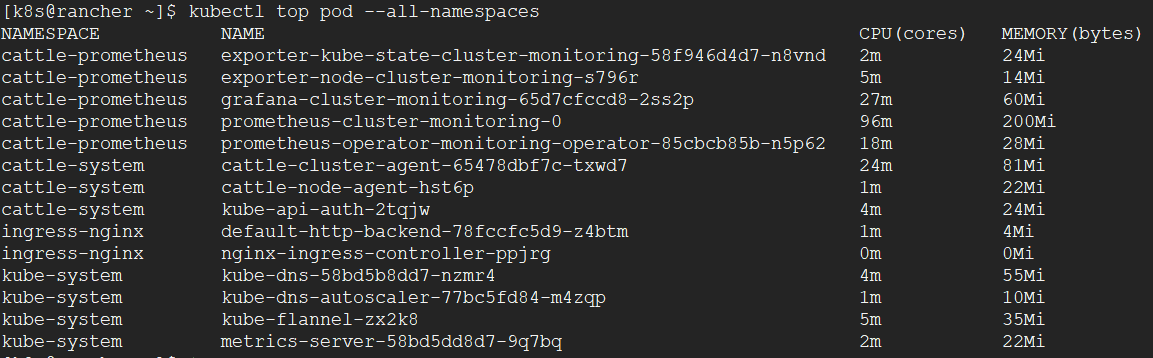 [k8s@rancher ~]$ kubectl top pod --all-namespaces
NAMESPACE NAME CPU(cores) MEMORY(bytes)
cattle-prometheus exporter-kube-state-cluster-monitoring-58f946d4d7-n8vnd 2m 24Mi
cattle-prometheus exporter-node-cluster-monitoring-s796r 5m 14Mi
cattle-prometheus grafana-cluster-monitoring-65d7cfccd8-2ss2p 27m 60Mi
cattle-prometheus prometheus-cluster-monitoring-0 96m 200Mi
cattle-prometheus prometheus-operator-monitoring-operator-85cbcb85b-n5p62 18m 28Mi
cattle-system cattle-cluster-agent-65478dbf7c-txwd7 24m 81Mi
cattle-system cattle-node-agent-hst6p 1m 22Mi
cattle-system kube-api-auth-2tqjw 4m 24Mi
ingress-nginx default-http-backend-78fccfc5d9-z4btm 1m 4Mi
ingress-nginx nginx-ingress-controller-ppjrg 0m 0Mi
kube-system kube-dns-58bd5b8dd7-nzmr4 4m 55Mi
kube-system kube-dns-autoscaler-77bc5fd84-m4zqp 1m 10Mi
kube-system kube-flannel-zx2k8 5m 35Mi
kube-system metrics-server-58bd5dd8d7-9q7bq 2m 22Mi